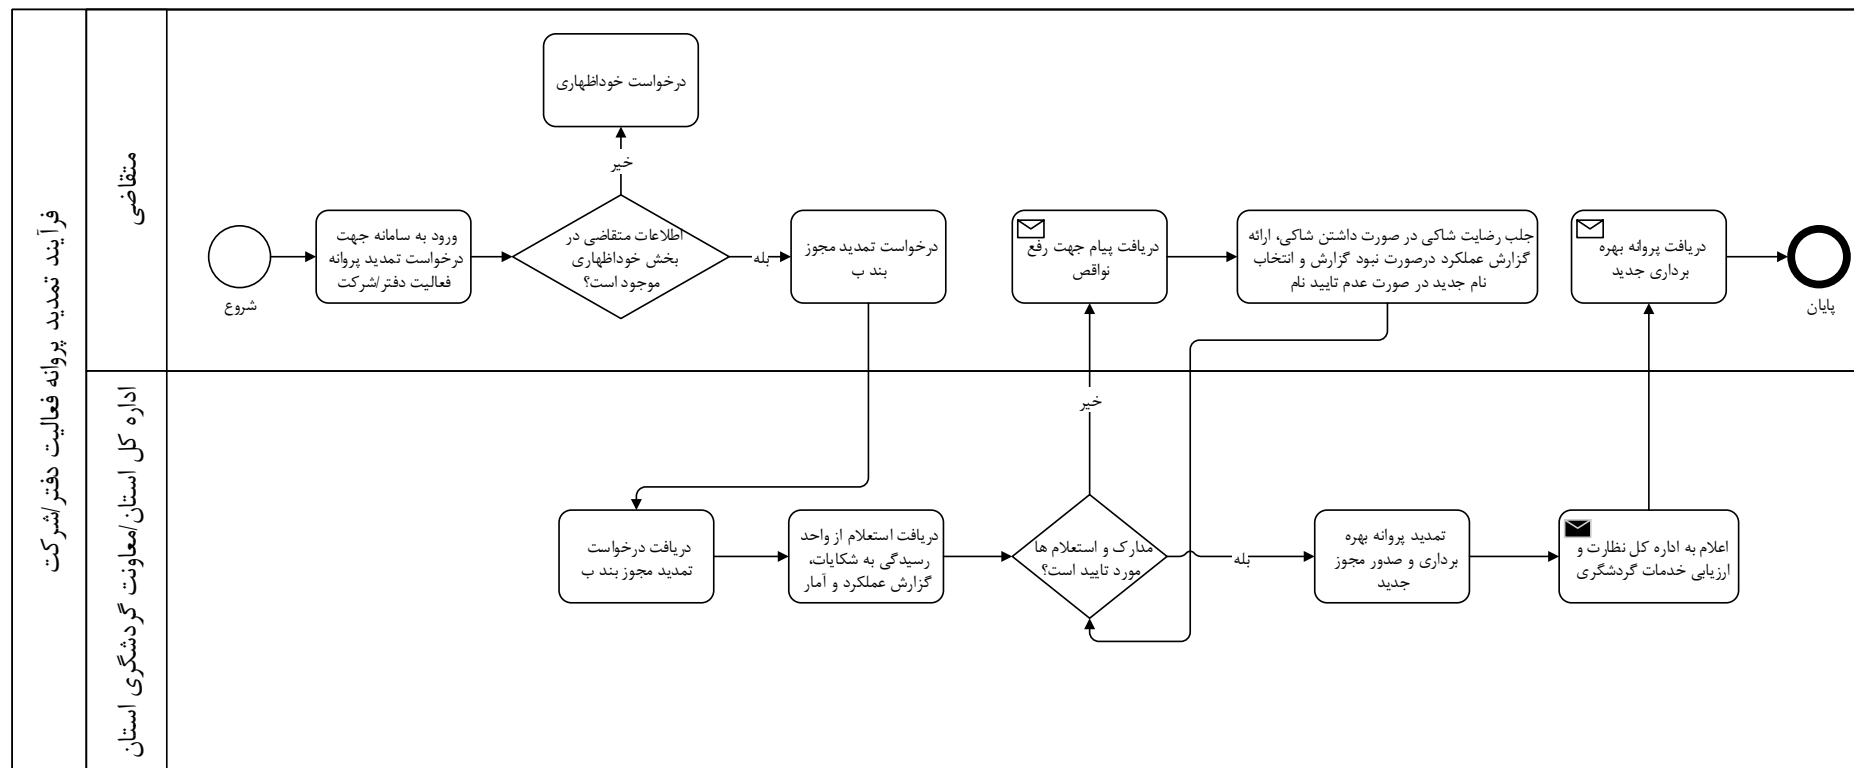 فرآیند تمدید پروانه فعالیت دفتر/شرکت
متقاضی
درخواست خوداظهاری
خیر
شروع
ورود به سامانه جهت
درخواست تمدید پروانه
فعالیت دفتر/شرکت
اطلاعات متقاضی در
بخش خوداظهاری
موجود است؟
بله
درخواست تمدید مجوز
بند ب
دریافت پیام جهت رفع
نواقص
جلب رضایت شاکی در صورت داشتن شاکی، ارائه
گزارش عملکرد درصورت نبود گزارش و انتخاب
نام جدید در صورت عدم تایید نام
دریافت پروانه بهره
برداری جدید
پایان
اداره کل استان/معاونت گردشگری استان
خیر
دریافت درخواست
تمدید مجوز بند ب
دریافت استعلام از واحد
رسیدگی به شکایات،
گزارش عملکرد و آمار
مدارک و استعلام ها
مورد تایید است؟
بله
تمدید پروانه بهره
برداری و صدور مجوز
جدید
اعلام به اداره کل نظارت و
ارزیابی خدمات گردشگری